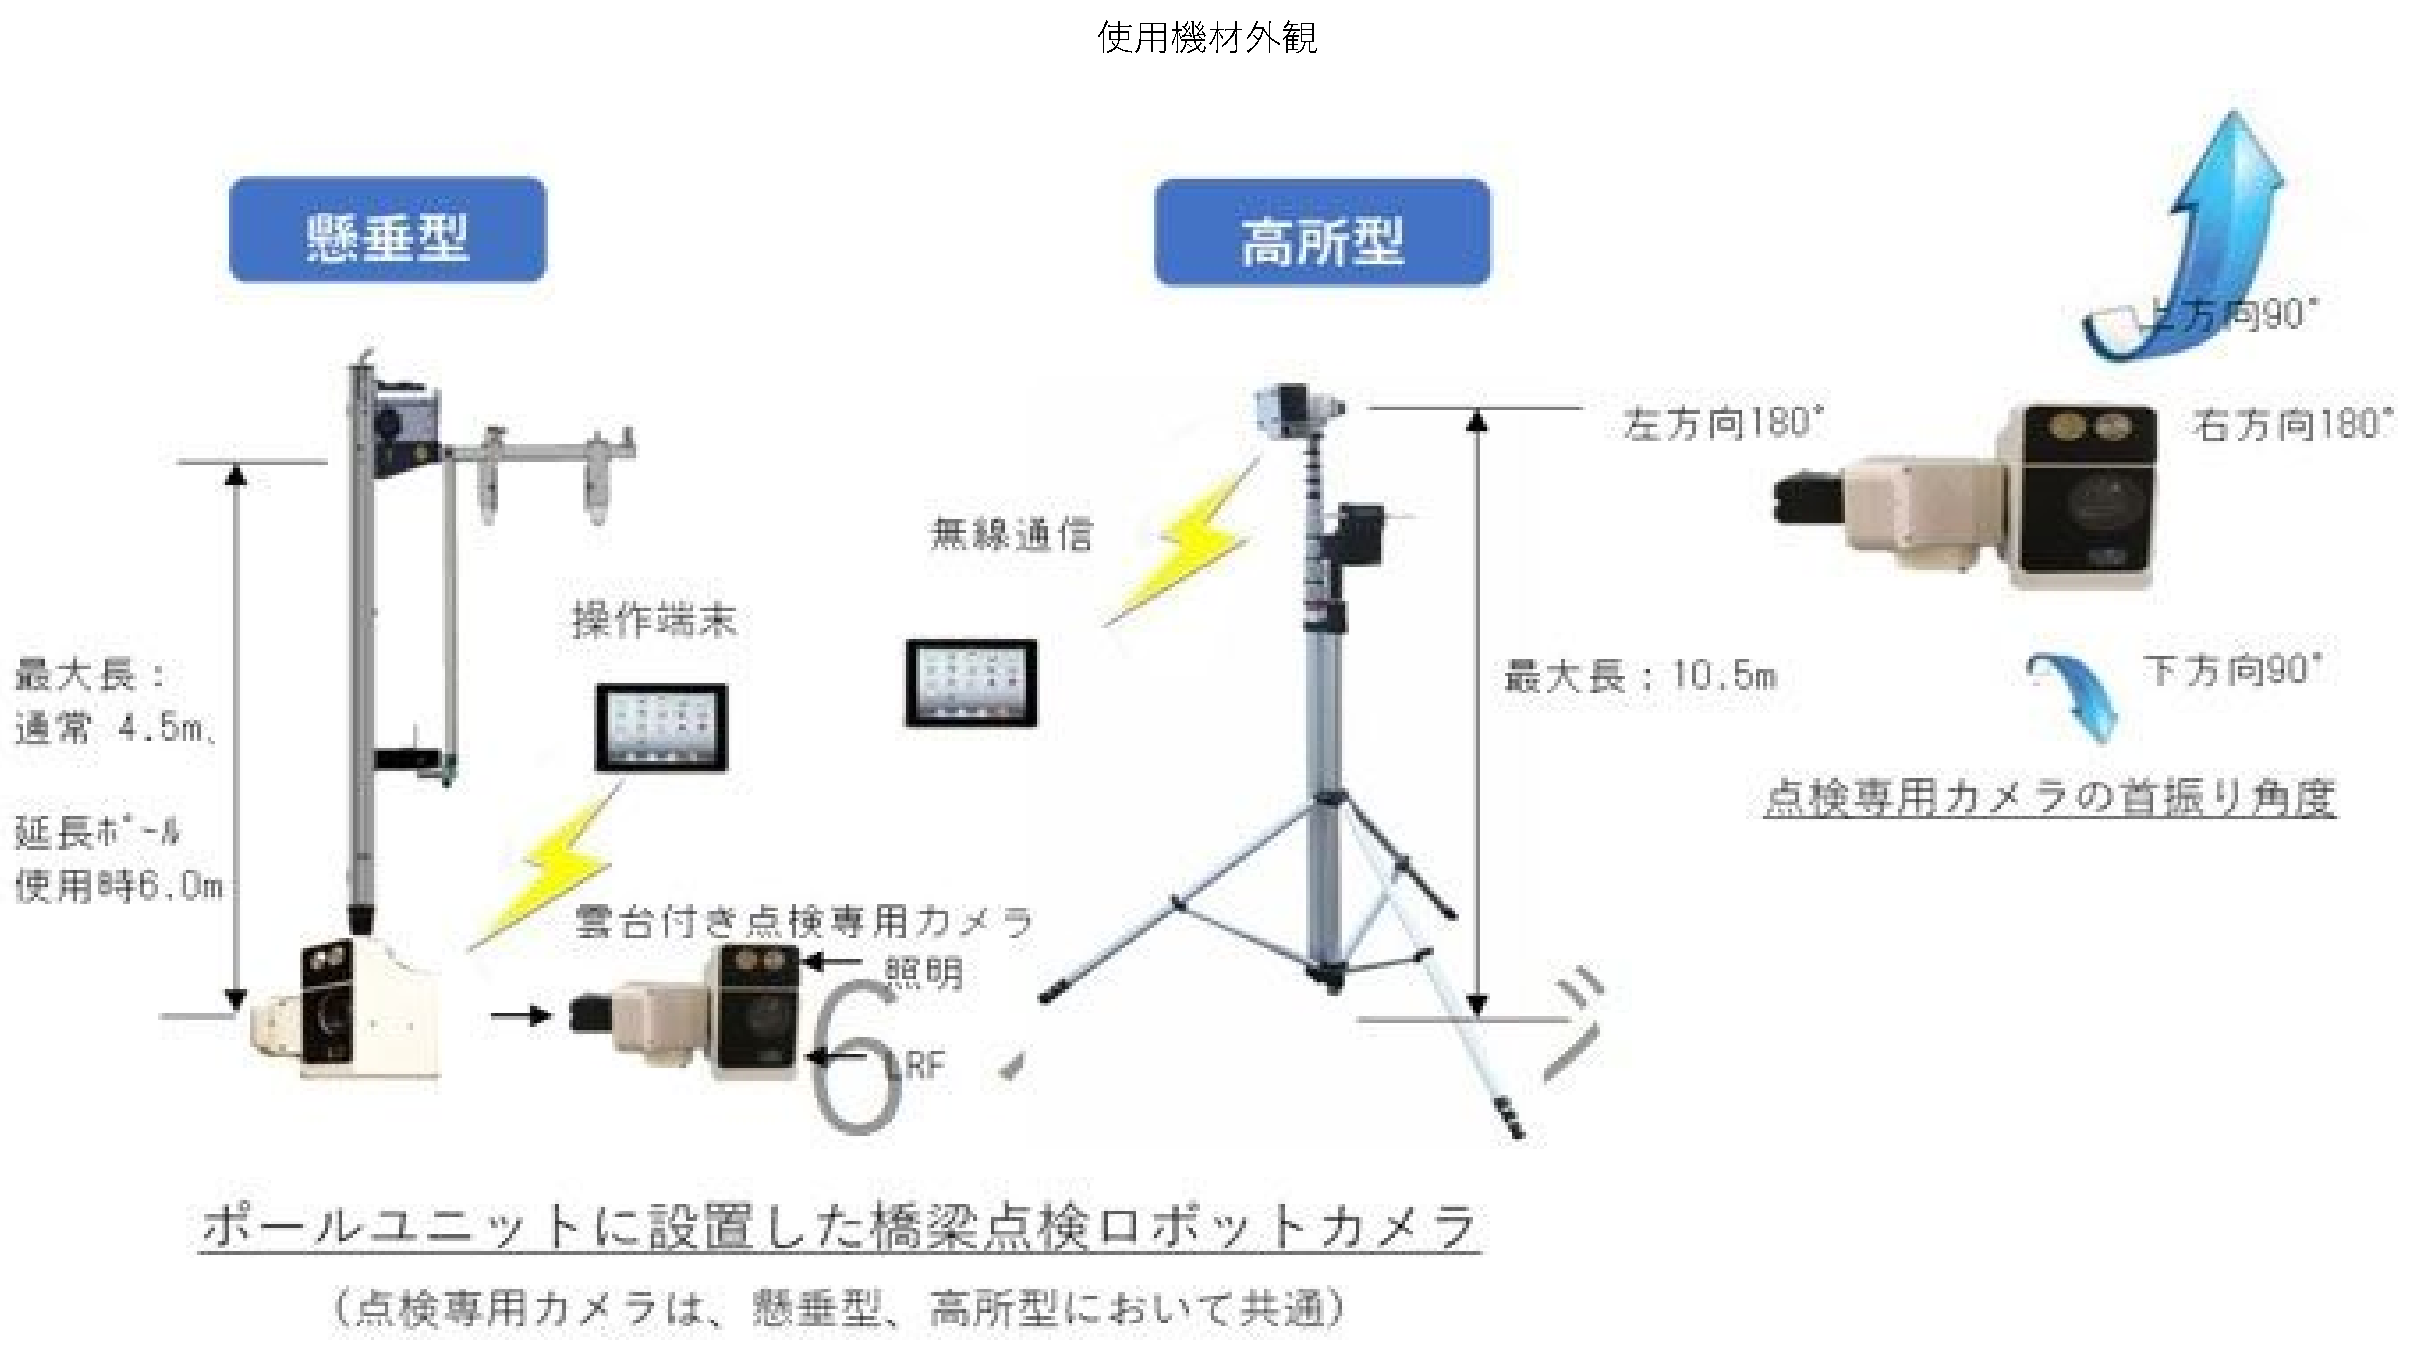 使用機材外観
懸垂型
高所型
上方向90°
左方向180°
右方向180°
無線通信
操作端末
最大長：
通常 4.5m、
延長ﾎﾟｰﾙ
使用時6.0m
最大長：10.5m
下方向90°
点検専用カメラの首振り角度
雲台付き点検専用カメラ
照明
LRF
ポールユニットに設置した橋梁点検ロボットカメラ
（点検専用カメラは、懸垂型、高所型において共通）